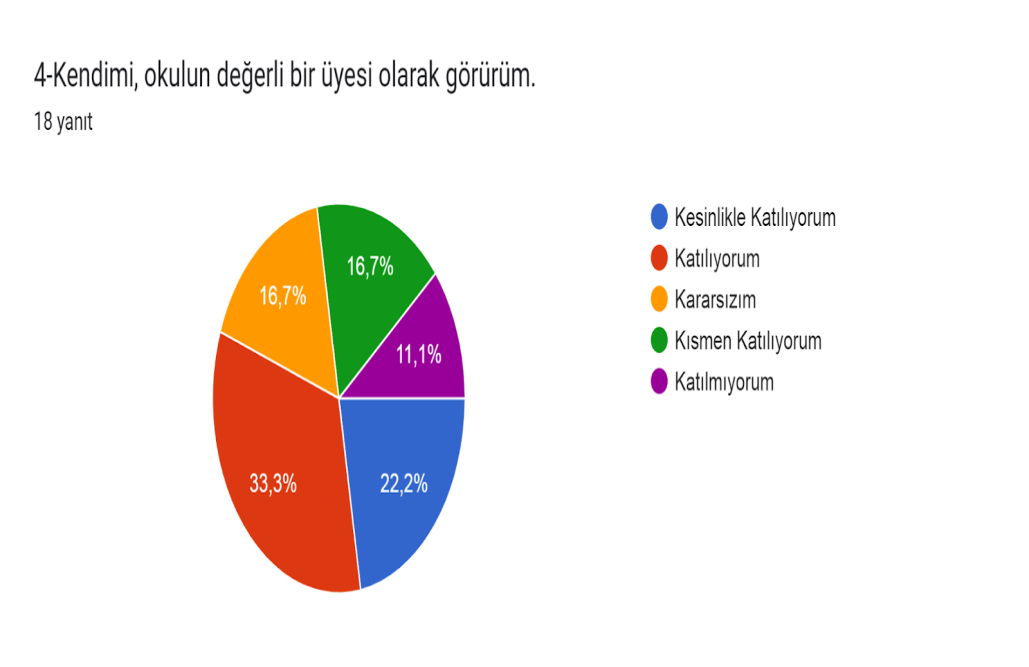 4-Kendimi, okulun değerli bir üyesi olarak görürüm.
18 yanıt
16,7%
16,7%
11,1%
33,3%
22,2%
Kesinlikle Katılıyorum
Katılıyorum
Kararsızım
Kısmen Katılıyorum
Katılmıyorum